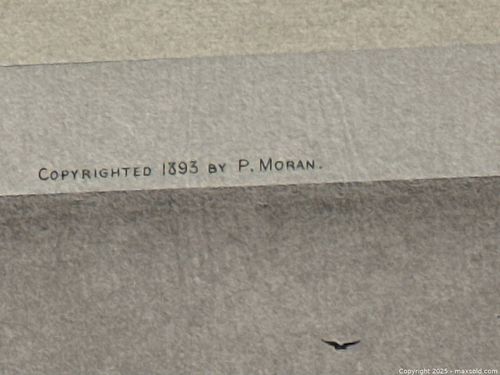 COPYRIGHTED 1893 BY P. MORAN.
Copyright 2025 - maxsold.com